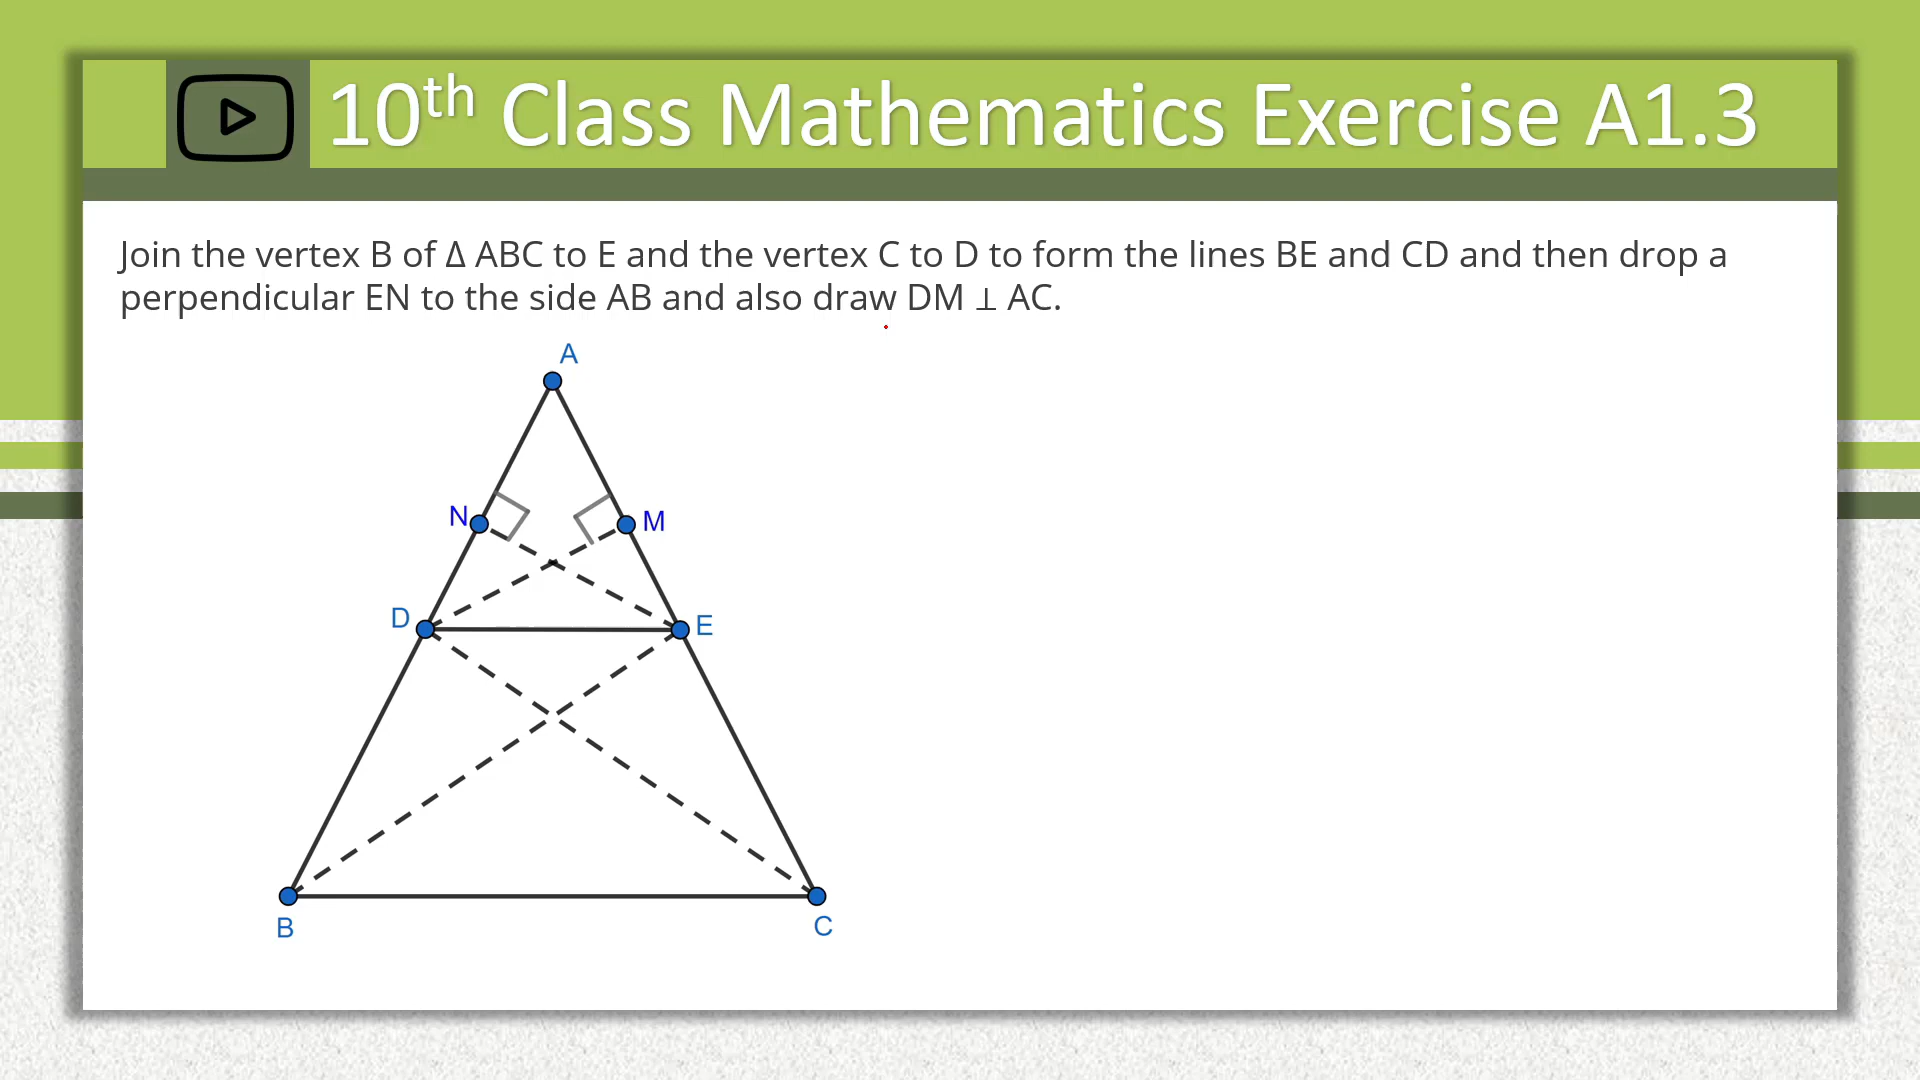 10th Class Mathematics Exercise A1.3
Join the vertex B of Δ ABC to E and the vertex C to D to form the lines BE and CD and then drop a
perpendicular EN to the side AB and also draw DM ⊥ AC.
A
N
M
D
E
B
C